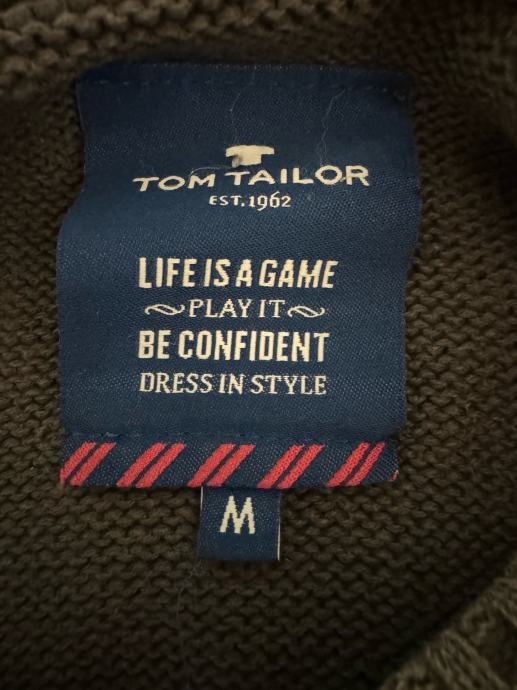 TOM TAILOR
EST. 1962
LIFE IS A GAME
PLAY IT
BE CONFIDENT
DRESS IN STYLE
M